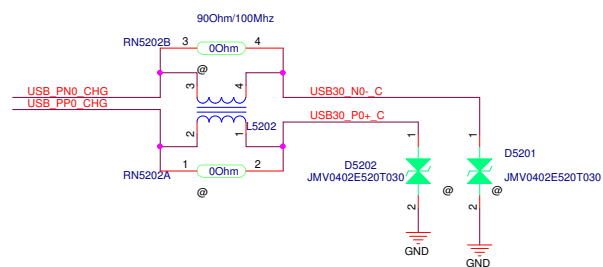 90Ohm/100Mhz
RN5202B
3
0Ohm
4
@
USB_PN0_CHG
3
4
USB30_N0-_C
USB_PP0_CHG
L5202
USB30_P0+_C
2
1
1
1
RN5202A
1
0Ohm
2
D5202
JMV0402E520T030
D5201
JMV0402E520T030
@
@
@
2
2
GND
GND